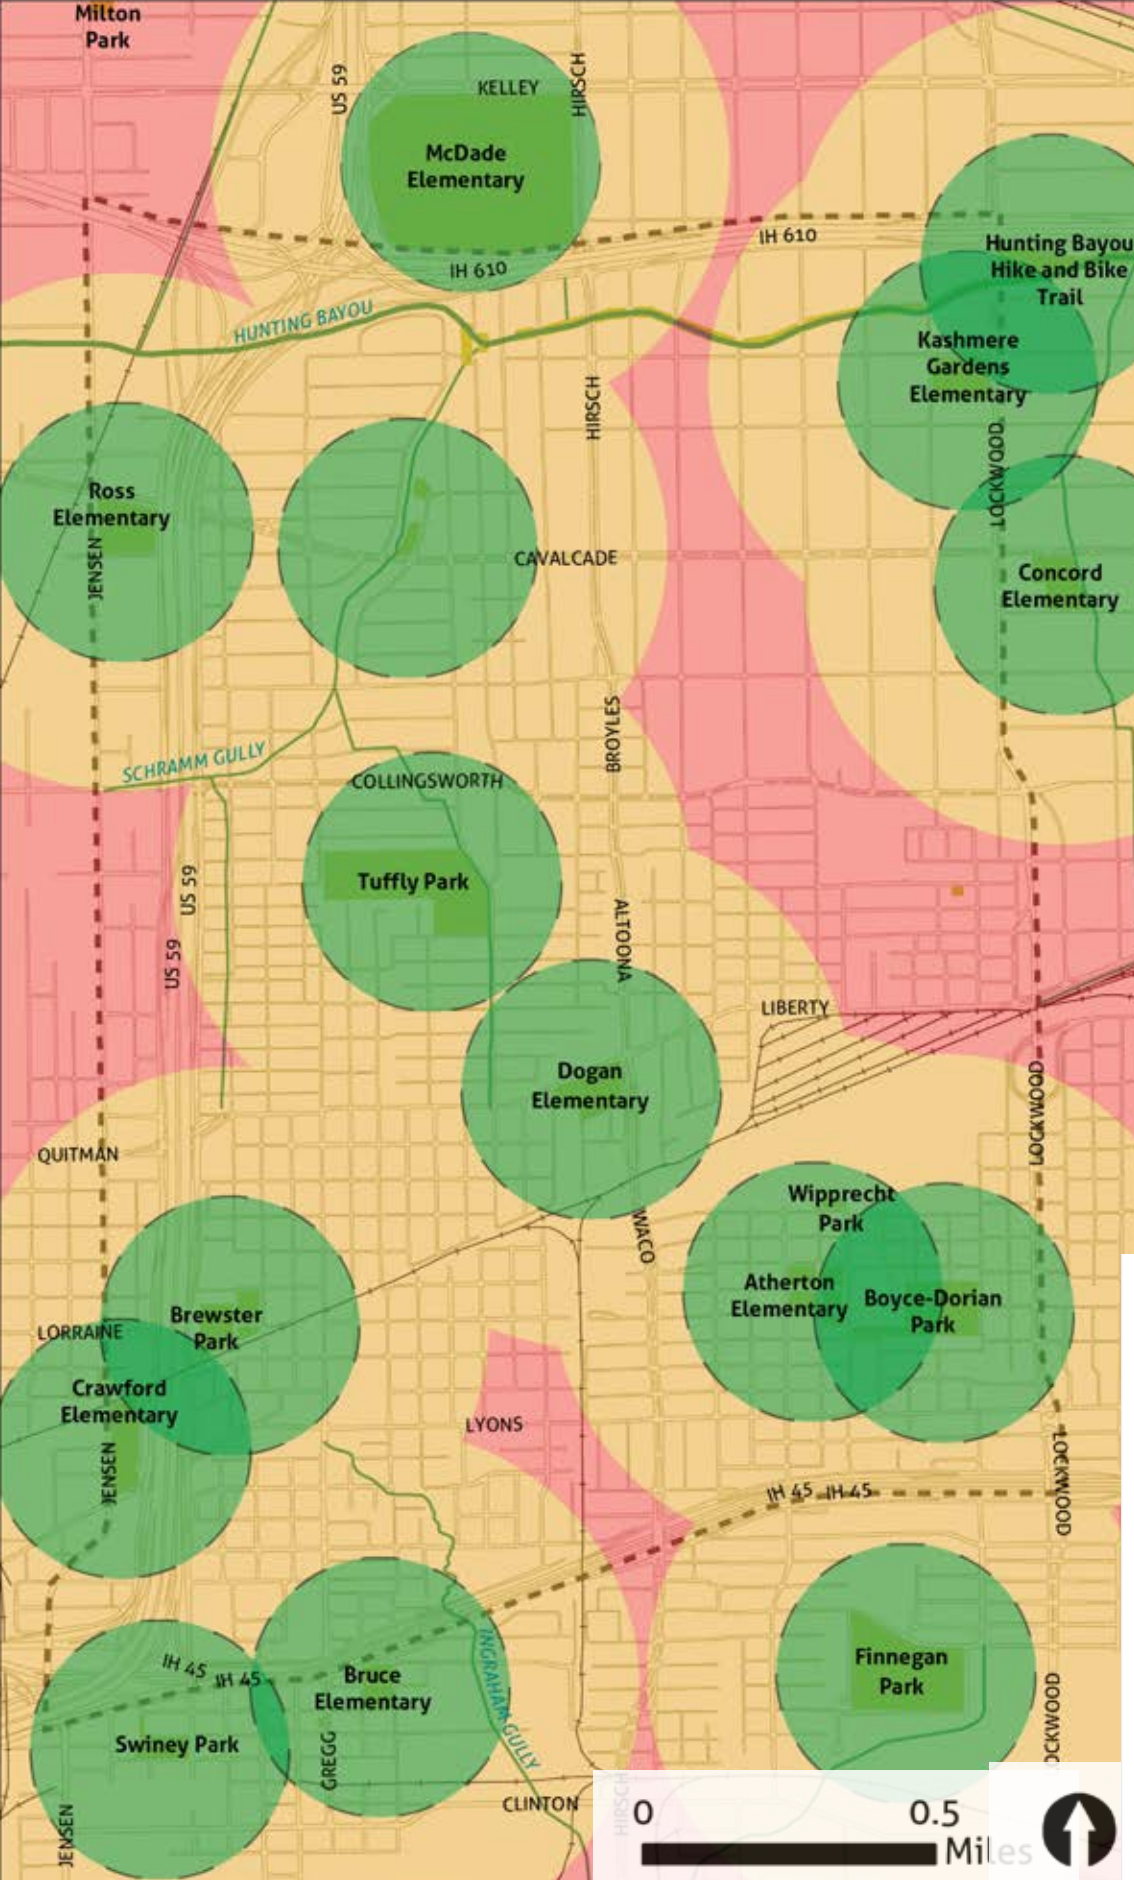 Milton
Park
US 59
KELLEY
HIRSCH
McDade
Elementary
IH 610
IH 610
Hunting Bayou
Hike and Bike
Trail
HUNTING BAYOU
Kashmere
Gardens
Elementary
HIRSCH
LOCKWOOD
Ross
Elementary
JENSEN
CAVALCADE
Concord
Elementary
BROYLES
SCHRAMM GULLY
COLLINGSWORTH
US 59
Tuffly Park
ALTOONA
US 59
LIBERTY
Dogan
Elementary
LOCKWOOD
QUITMAN
Wipprecht
Park
WACO
Atherton
Elementary
Boyce-Dorian
Park
Brewster
Park
LORRAINE
Crawford
Elementary
LYONS
JENSEN
LOCKWOOD
IH 45
IH 45
IH 45
IH 45
Bruce
Elementary
INGRAHAM GULLY
Finnegan
Park
Swiney Park
GREGG
OCKWOOD
CLINTON
HIRSCH
JENSEN
0
0.5
Miles